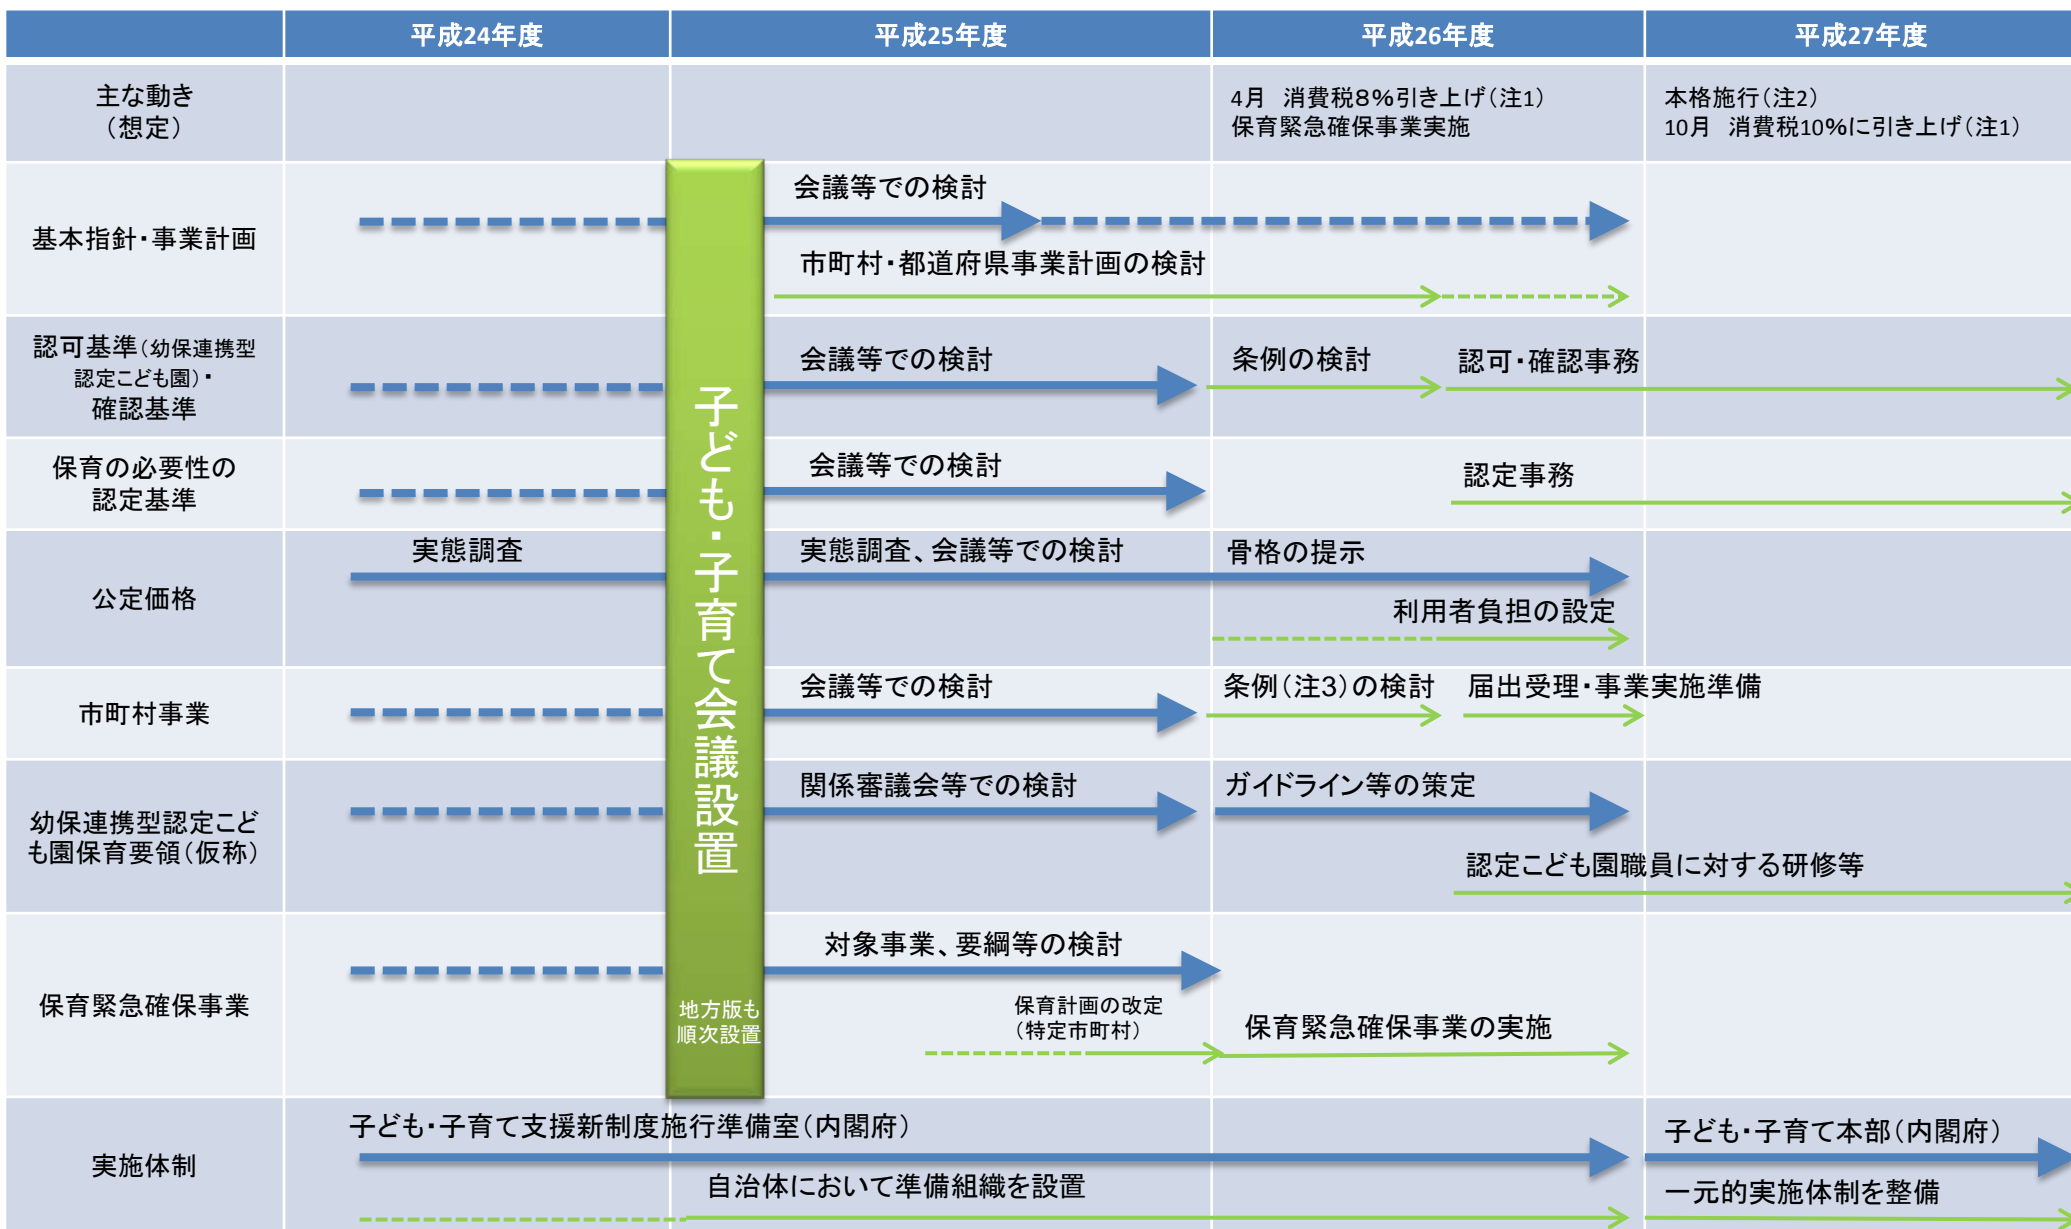 平成24年度
平成25年度
平成26年度
平成27年度
主な動き
（想定）
4月　消費税８％引き上げ（注1）
保育緊急確保事業実施
本格施行（注2）
10月　消費税10％に引き上げ（注1）
基本指針・事業計画
会議等での検討
市町村・都道府県事業計画の検討
認可基準（幼保連携型
認定こども園）・
確認基準
会議等での検討
条例の検討
認可・確認事務
保育の必要性の
認定基準
会議等での検討
認定事務
公定価格
実態調査
実態調査、会議等での検討
骨格の提示
利用者負担の設定
市町村事業
会議等での検討
条例（注3）の検討
届出受理・事業実施準備
幼保連携型認定こど
も園保育要領（仮称）
関係審議会等での検討
ガイドライン等の策定
認定こども園職員に対する研修等
保育緊急確保事業
対象事業、要綱等の検討
保育計画の改定
（特定市町村）
保育緊急確保事業の実施
子ども・子育て会議設置
地方版も
順次設置
実施体制
子ども・子育て支援新制度施行準備室（内閣府）
自治体において準備組織を設置
子ども・子育て本部（内閣府）
一元的実施体制を整備